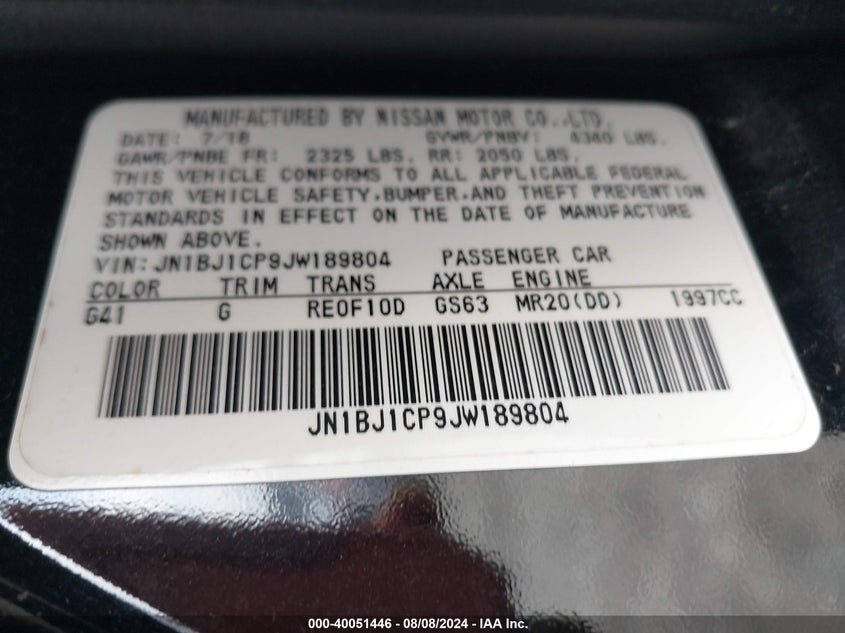 MANUFACTURED BY NISSAN MOTOR CO.,LTD.
DATE: 7/18 GVWR/PNBV: 4340 LBS.
GAWR/PNBE FR: 2325 LBS. RR: 2050 LBS.
THIS VEHICLE CONFORMS TO ALL APPLICABLE FEDERAL
MOTOR VEHICLE SAFETY,BUMPER,AND THEFT PREVENTION
STANDARDS IN EFFECT ON THE DATE OF MANUFACTURE
SHOWN ABOVE.
VIN:JN1BJ1CP9JW189804 PASSENGER CAR
COLOR TRIM TRANS AXLE ENGINE
G41 G RE0F10D GS63 MR20(DD) 1997CC
JN1BJ1CP9JW189804
000-40051446 - 08/08/2024 - IAA Inc.